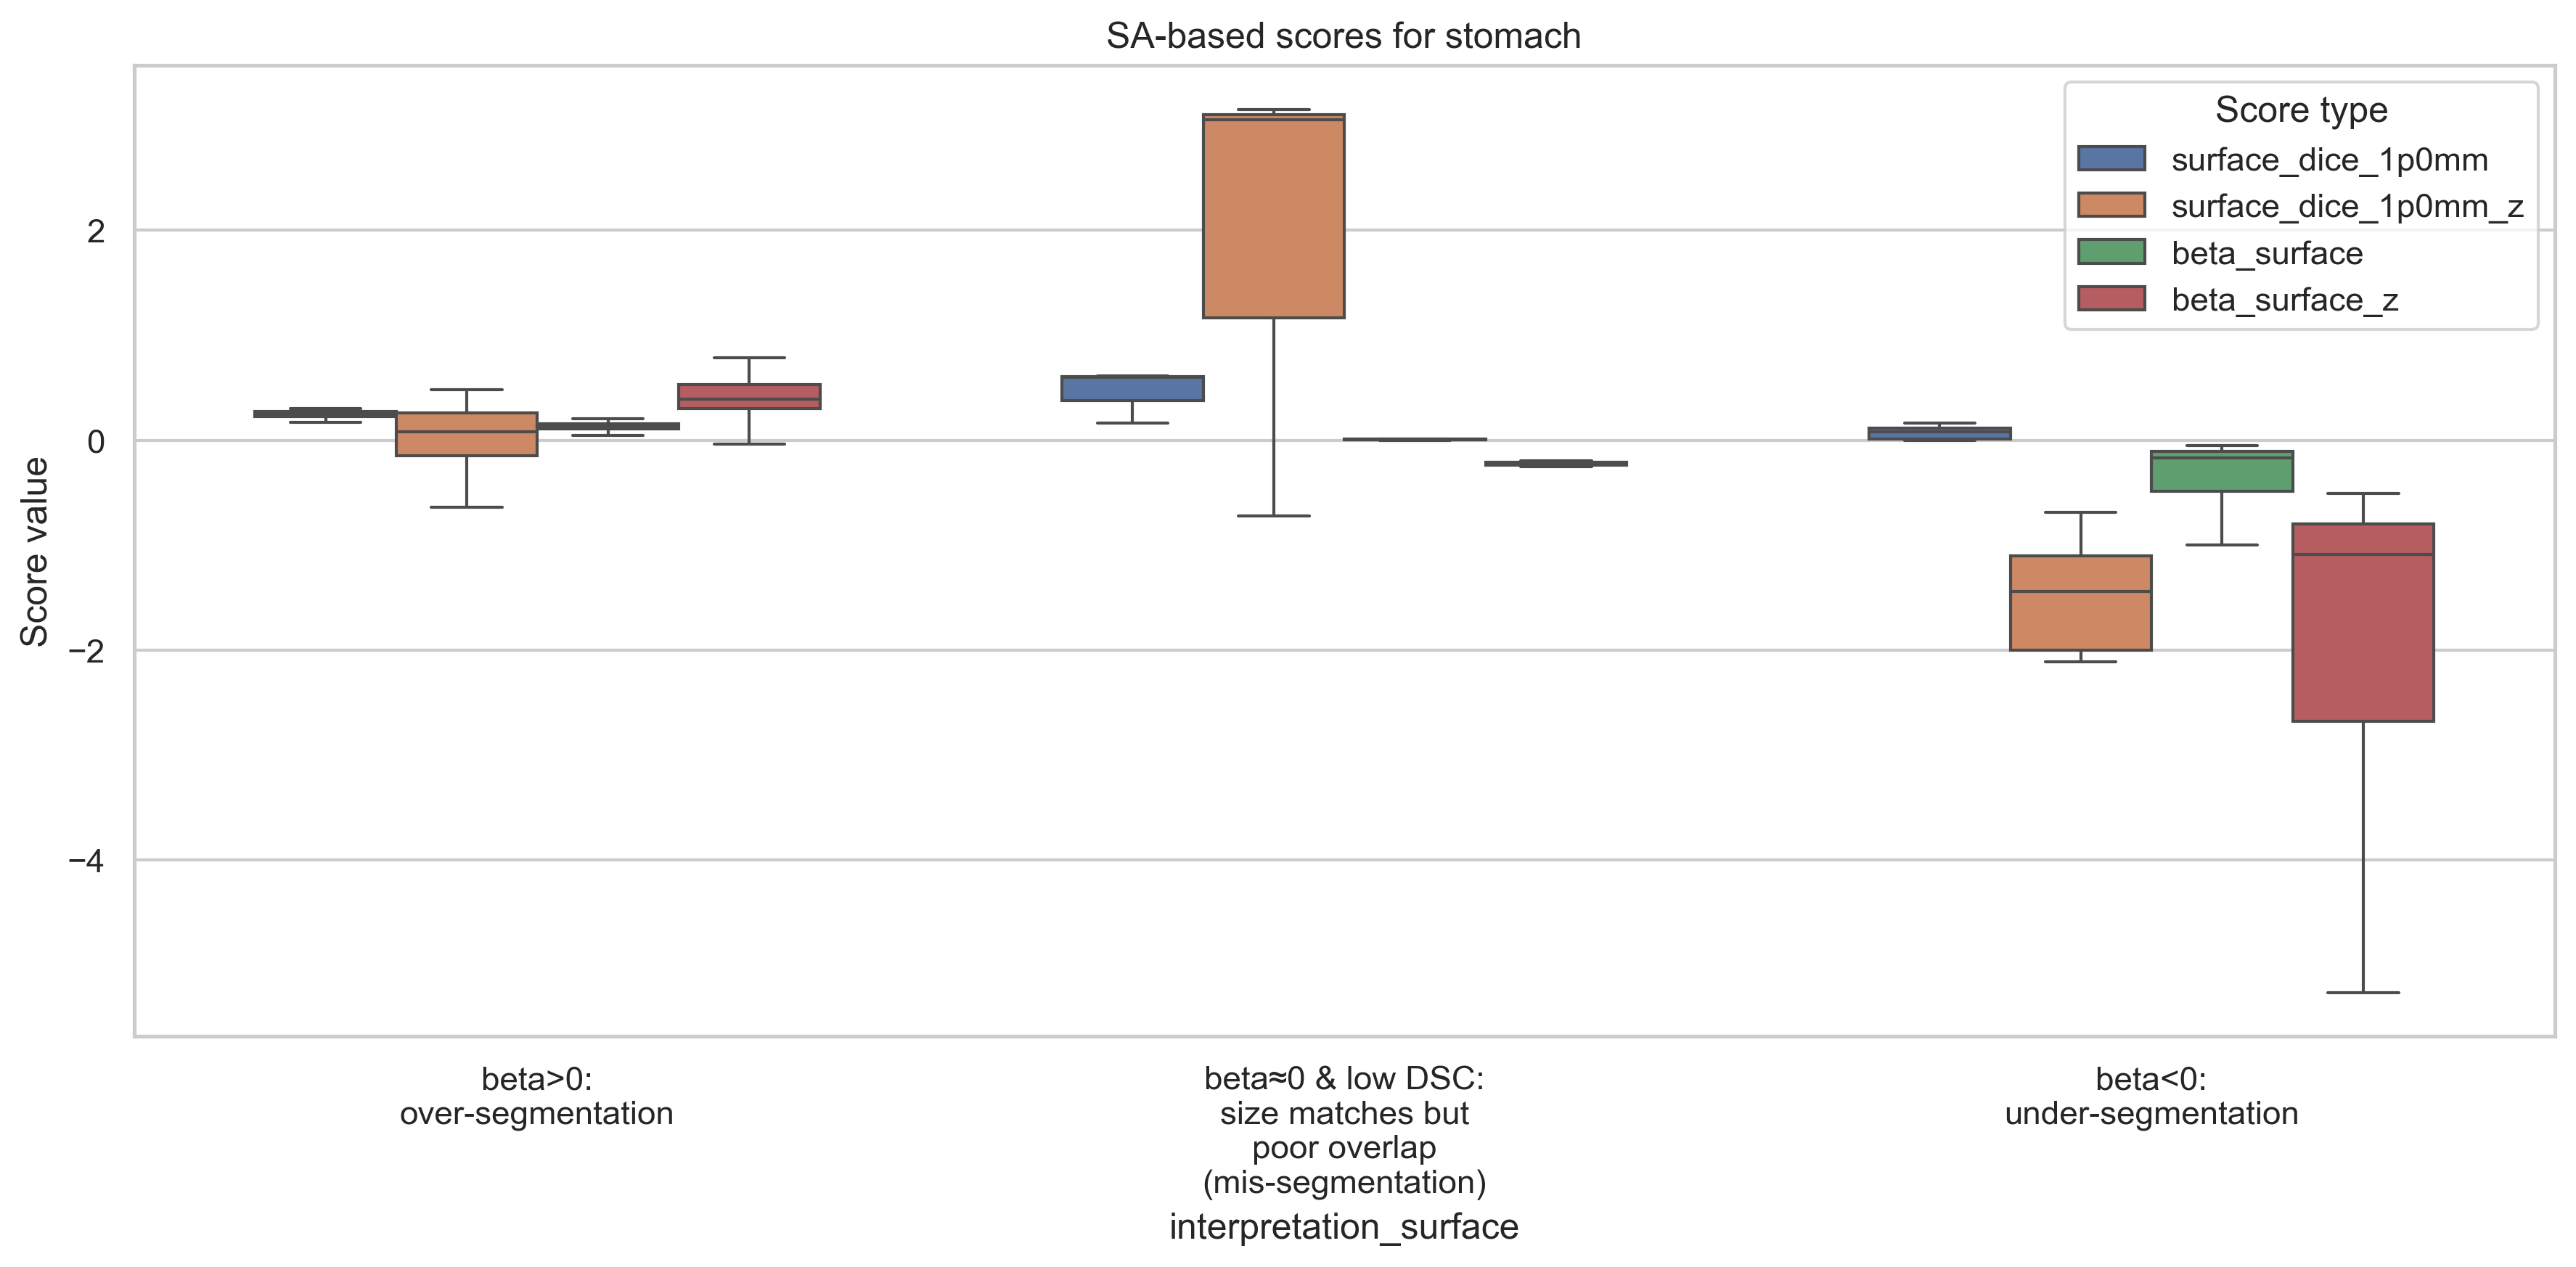 SA-based scores for stomach
Score type
surface_dice_1p0mm
surface_dice_1p0mm_z
beta_surface
beta_surface_z
Score value
2
0
−2
−4
beta>0:
over-segmentation
beta≈0 & low DSC:
size matches but
poor overlap
(mis-segmentation)
beta<0:
under-segmentation
interpretation_surface